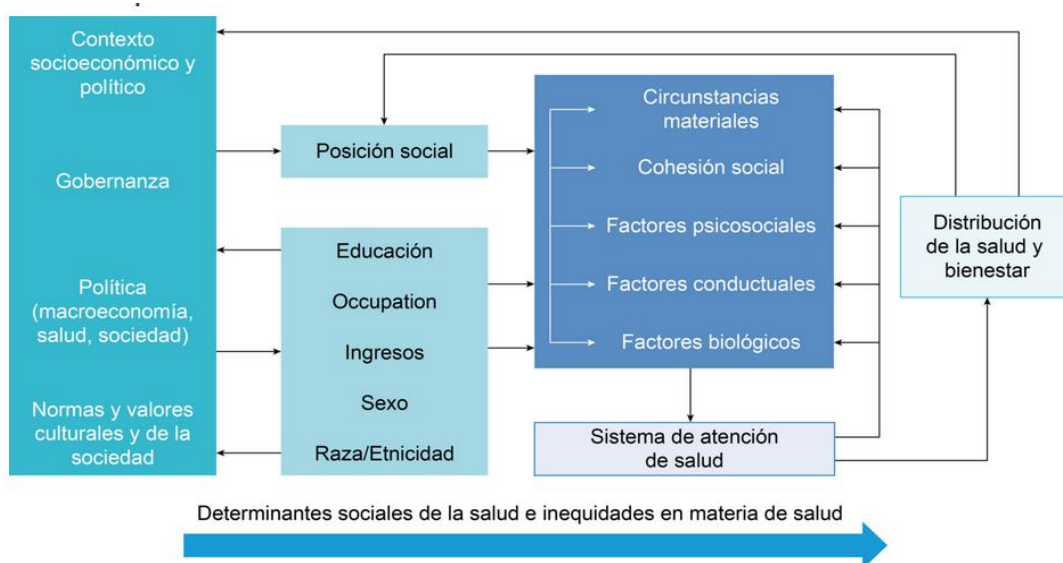 Contexto
socioeconómico y
político
Gobernanza
Política
(macroeconomía,
salud, sociedad)
Normas y valores
culturales y de la
sociedad
Posición social
Educación
Occupation
Ingresos
Sexo
Raza/Etnicidad
Circunstancias
materiales
Cohesión social
Factores psicosociales
Factores conductuales
Factores biológicos
Sistema de atención
de salud
Distribución
de la salud y
bienestar
Determinantes sociales de la salud e inequidades en materia de salud